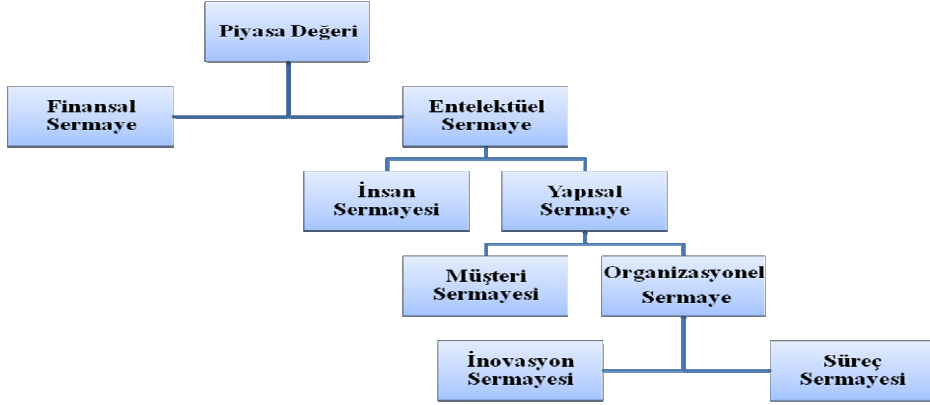 Piyasa Değeri
Finansal
Sermaye
Entelektüel
Sermaye
İnsan
Sermayesi
Yapısal
Sermaye
Müşteri
Sermayesi
Organizasyonel
Sermaye
İnovasyon
Sermayesi
Süreç
Sermayesi